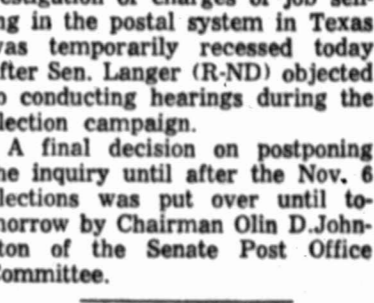 ng in the postal system in Texas
was temporarily recessed today
after Sen. Langer (R-ND) objected
to conducting hearings during the
election campaign.
A final decision on postponing
the inquiry until after the Nov. 6
elections was put over until to-
morrow by Chairman Olin D.John-
ston of the Senate Post Office
Committee.